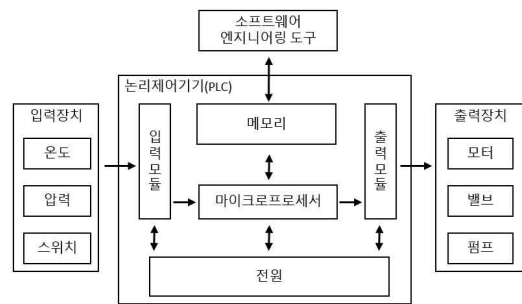 소프트웨어
엔지니어링 도구
논리제어기기(PLC)
입력장치
온도
압력
스위치
입력모듈
메모리
마이크로프로세서
전원
출력모듈
출력장치
모터
밸브
펌프